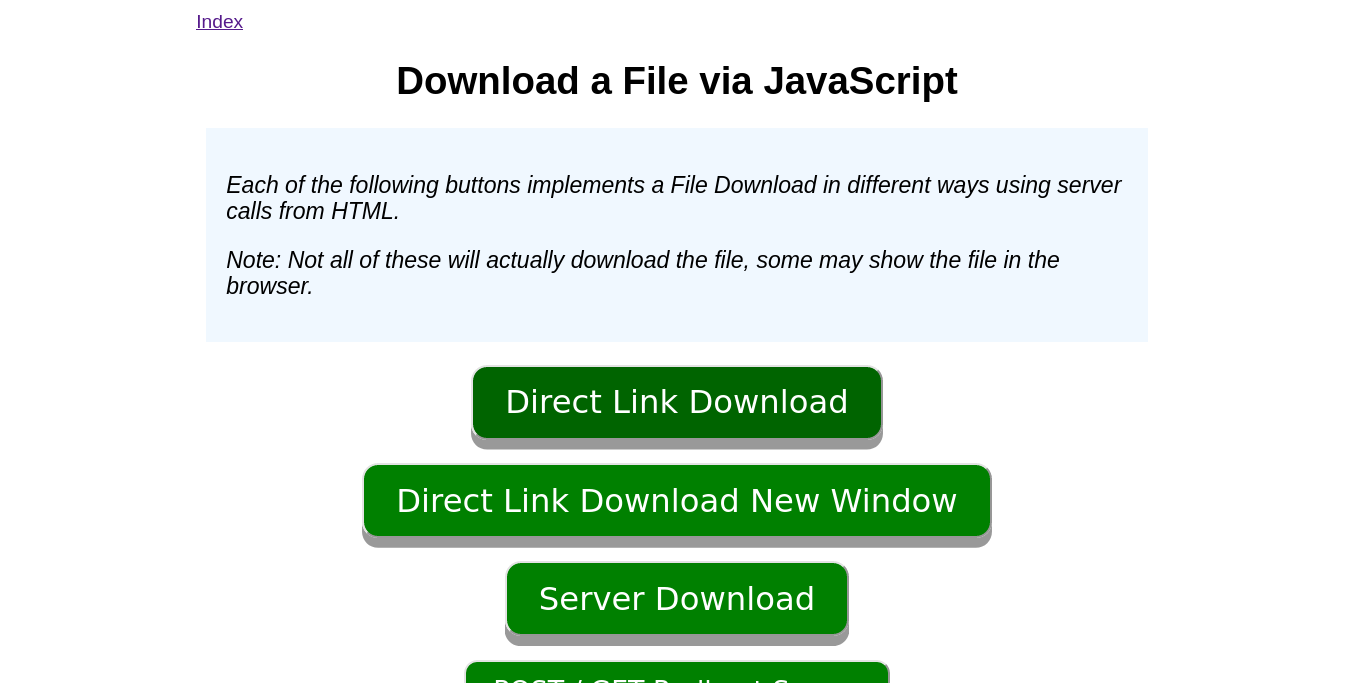 Index
Download a File via JavaScript
Each of the following buttons implements a File Download in different ways using server
calls from HTML.
Note: Not all of these will actually download the file, some may show the file in the
browser.
Direct Link Download
Direct Link Download New Window
Server Download
POST / GET